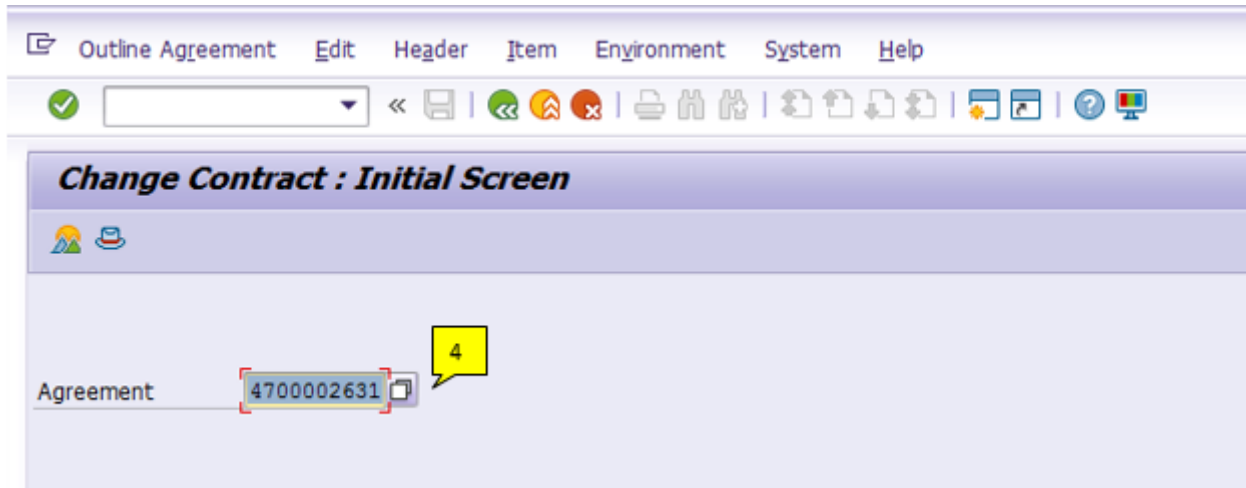 Outline Agreement Edit Header Item Environment System Help
Change Contract : Initial Screen
4
Agreement 4700002631